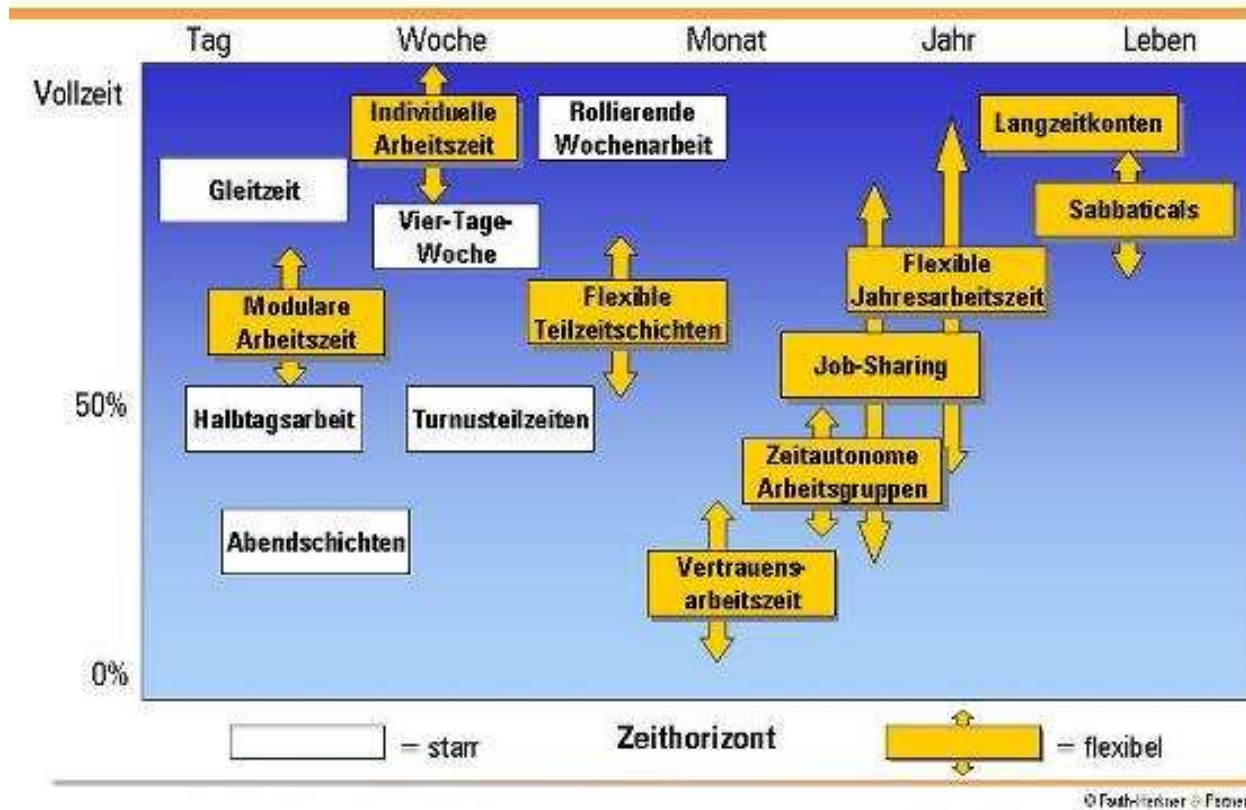 Tag Woche Monat Jahr Leben
Vollzeit
Individuelle
Arbeitszeit
Rollierende
Wochenarbeit
Langzeitkonten
Gleitzeit
Vier-Tage-
Woche
Sabbaticals
Modulare
Arbeitszeit
Flexible
Teilzeitschichten
Flexible
Jahresarbeitszeit
Job-Sharing
50%
Halbtagsarbeit
Turnusteilzeiten
Zeitautonome
Arbeitsgruppen
Abendschichten
Vertrauens-
arbeitszeit
0%
= starr
Zeithorizont
= flexibel
©